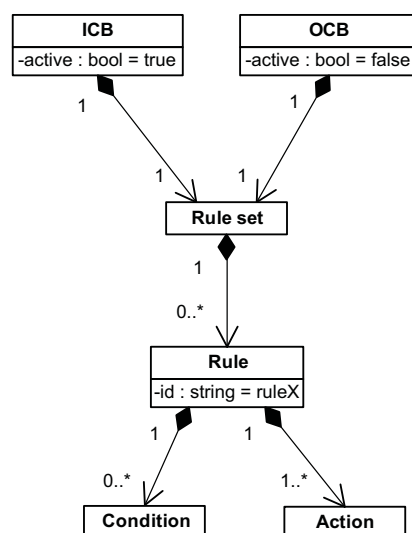 ICB
OCB
-active : bool = true
-active : bool = false
1
1
1
1
Rule set
1
0..*
Rule
-id : string = ruleX
1
1
0..*
1..*
Condition
Action